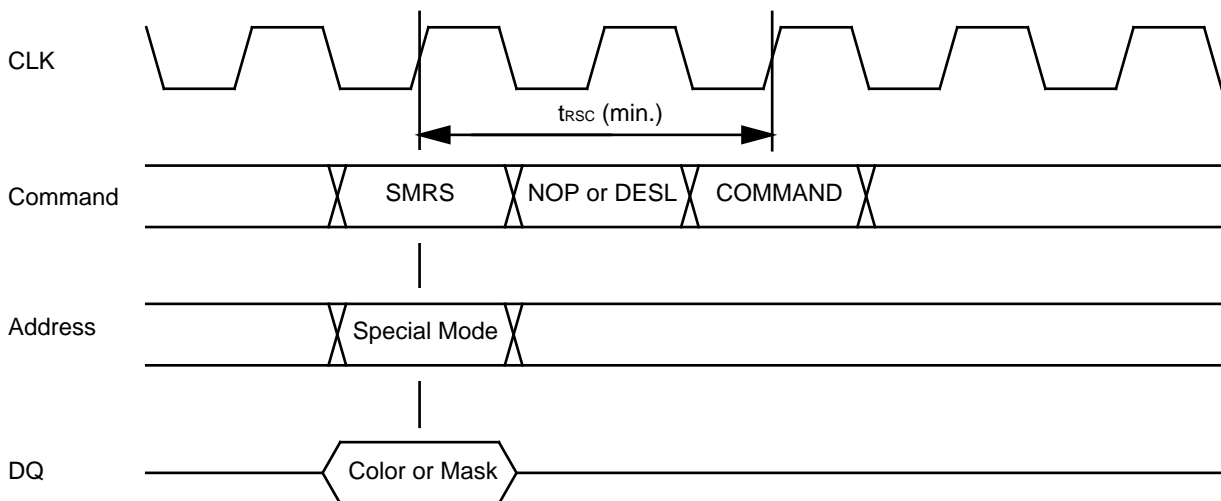 CLK
tRSC (min.)
Command SMRS NOP or DESL COMMAND
Address Special Mode
DQ Color or Mask